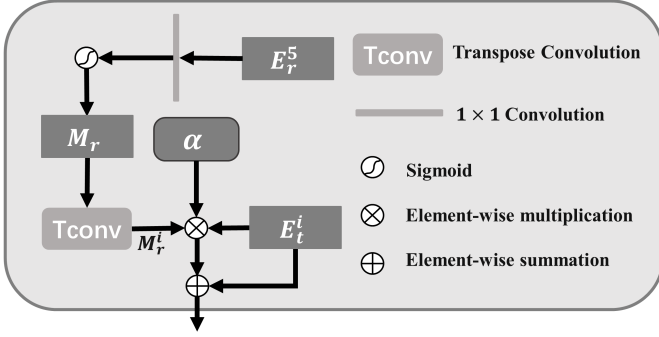 E_r^5
Tconv Transpose Convolution
1 × 1 Convolution
M_r
α
Sigmoid
Tconv
M_r^i
E_t^i
Element-wise multiplication
Element-wise summation